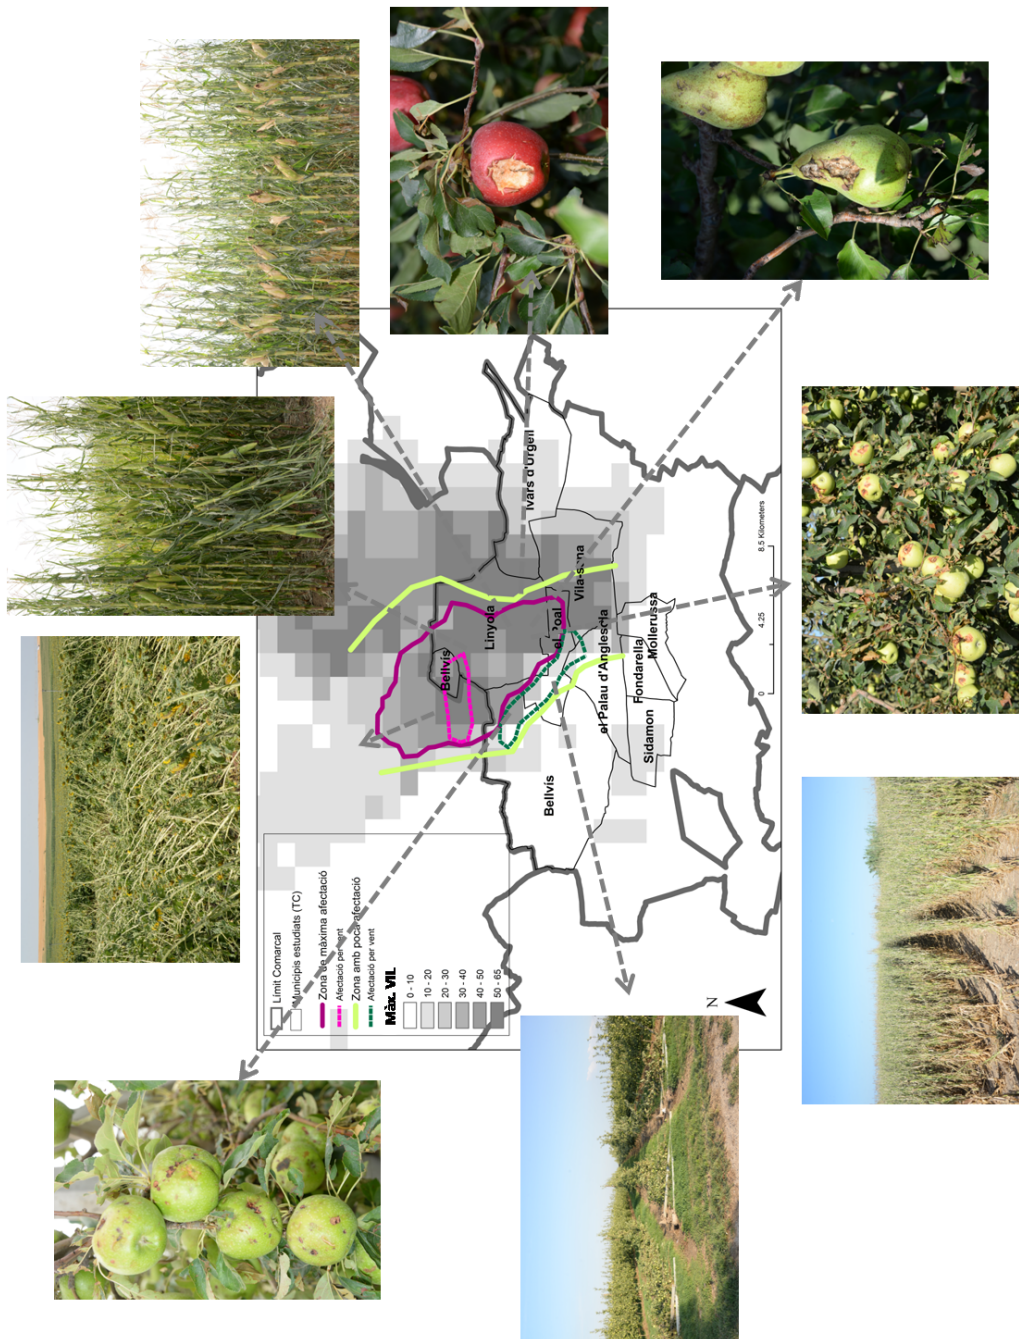 Límit Comarcal
Municipis estudiats (TC)
Zona de màxima afectació
Afectació per vent
Zona amb poca afectació
Afectació per vent
Màx. VIL
0 - 10
10 - 20
20 - 30
30 - 40
40 - 50
50 - 65
Bellvís
Linyola
Ivars d'Urgell
el Poal
Vila-sana
Bellvís
el Palau d'Anglesola
Fondarella
Mollerussa
Sidamon
N
0 4.25 8.5 Kilometers